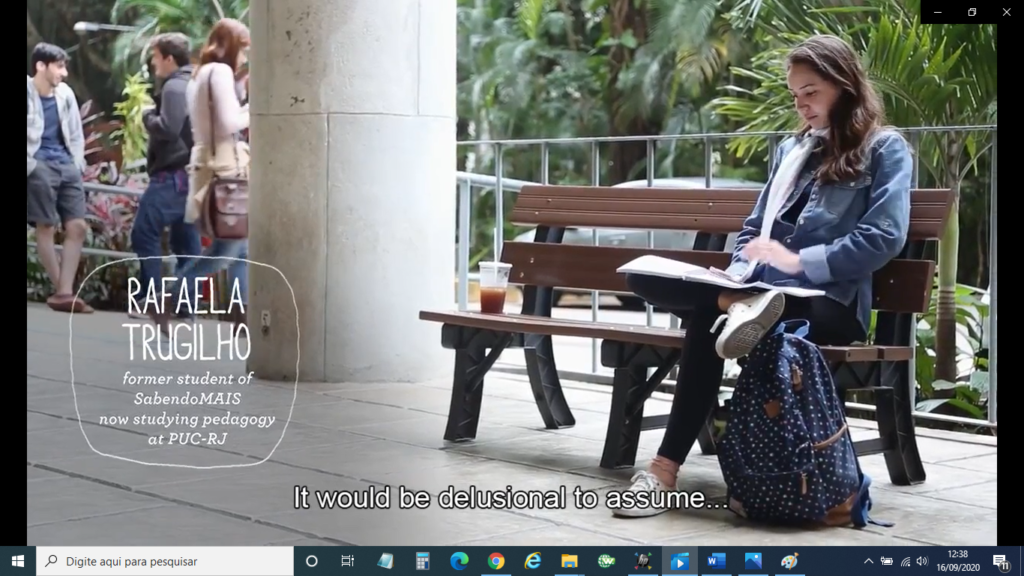 RAFAELA
TRUGILHO
former student of
SabendoMAIS
now studying pedagogy
at PUC-RJ
It would be delusional to assume...
Digite aqui para pesquisar
12:38
16/09/2020
11